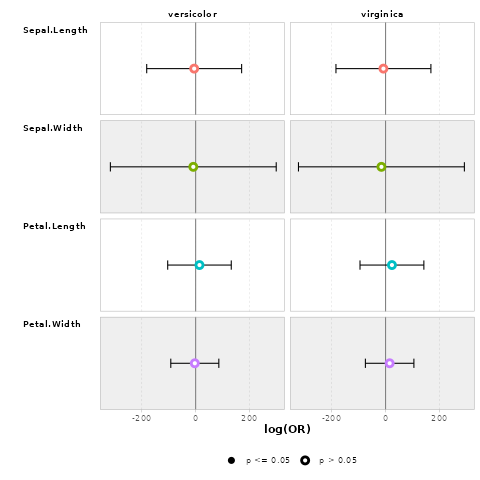 versicolor virginica
Sepal.Length
Sepal.Width
Petal.Length
Petal.Width
-200 0 200 -200 0 200
log(OR)
p <= 0.05 p > 0.05